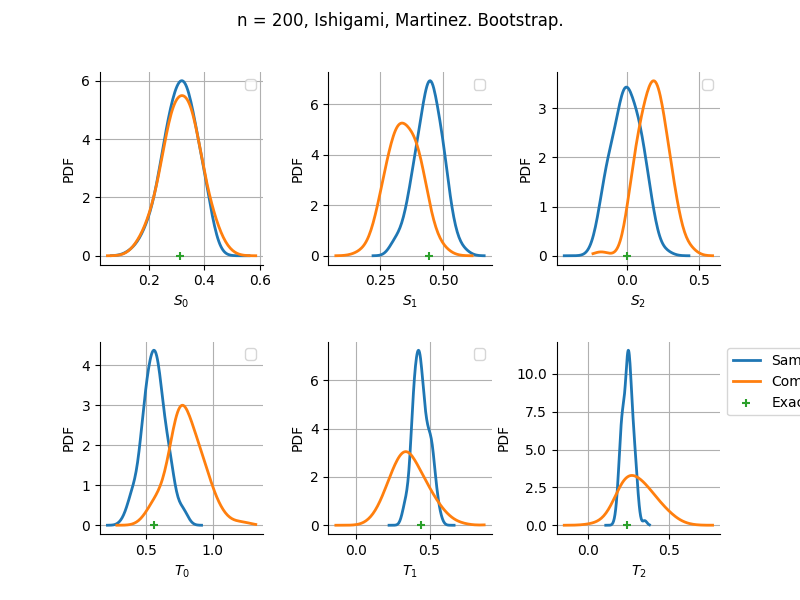 n = 200, Ishigami, Martinez. Bootstrap.
PDF
6
4
2
0
0.2 0.4 0.6
S0
PDF
6
4
2
0
0.25 0.50
S1
PDF
3
2
1
0
0.0 0.5
S2
PDF
4
3
2
1
0
0.5 1.0
T0
PDF
6
4
2
0
0.0 0.5
T1
PDF
10.0
7.5
5.0
2.5
0.0
0.0 0.5
T2
Sam
Com
Exac